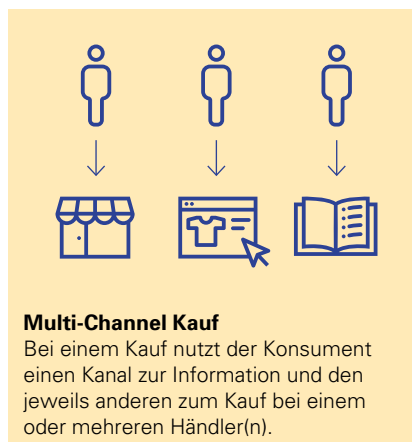 Multi-Channel Kauf
Bei einem Kauf nutzt der Konsument
einen Kanal zur Information und den
jeweils anderen zum Kauf bei einem
oder mehreren Händler(n).